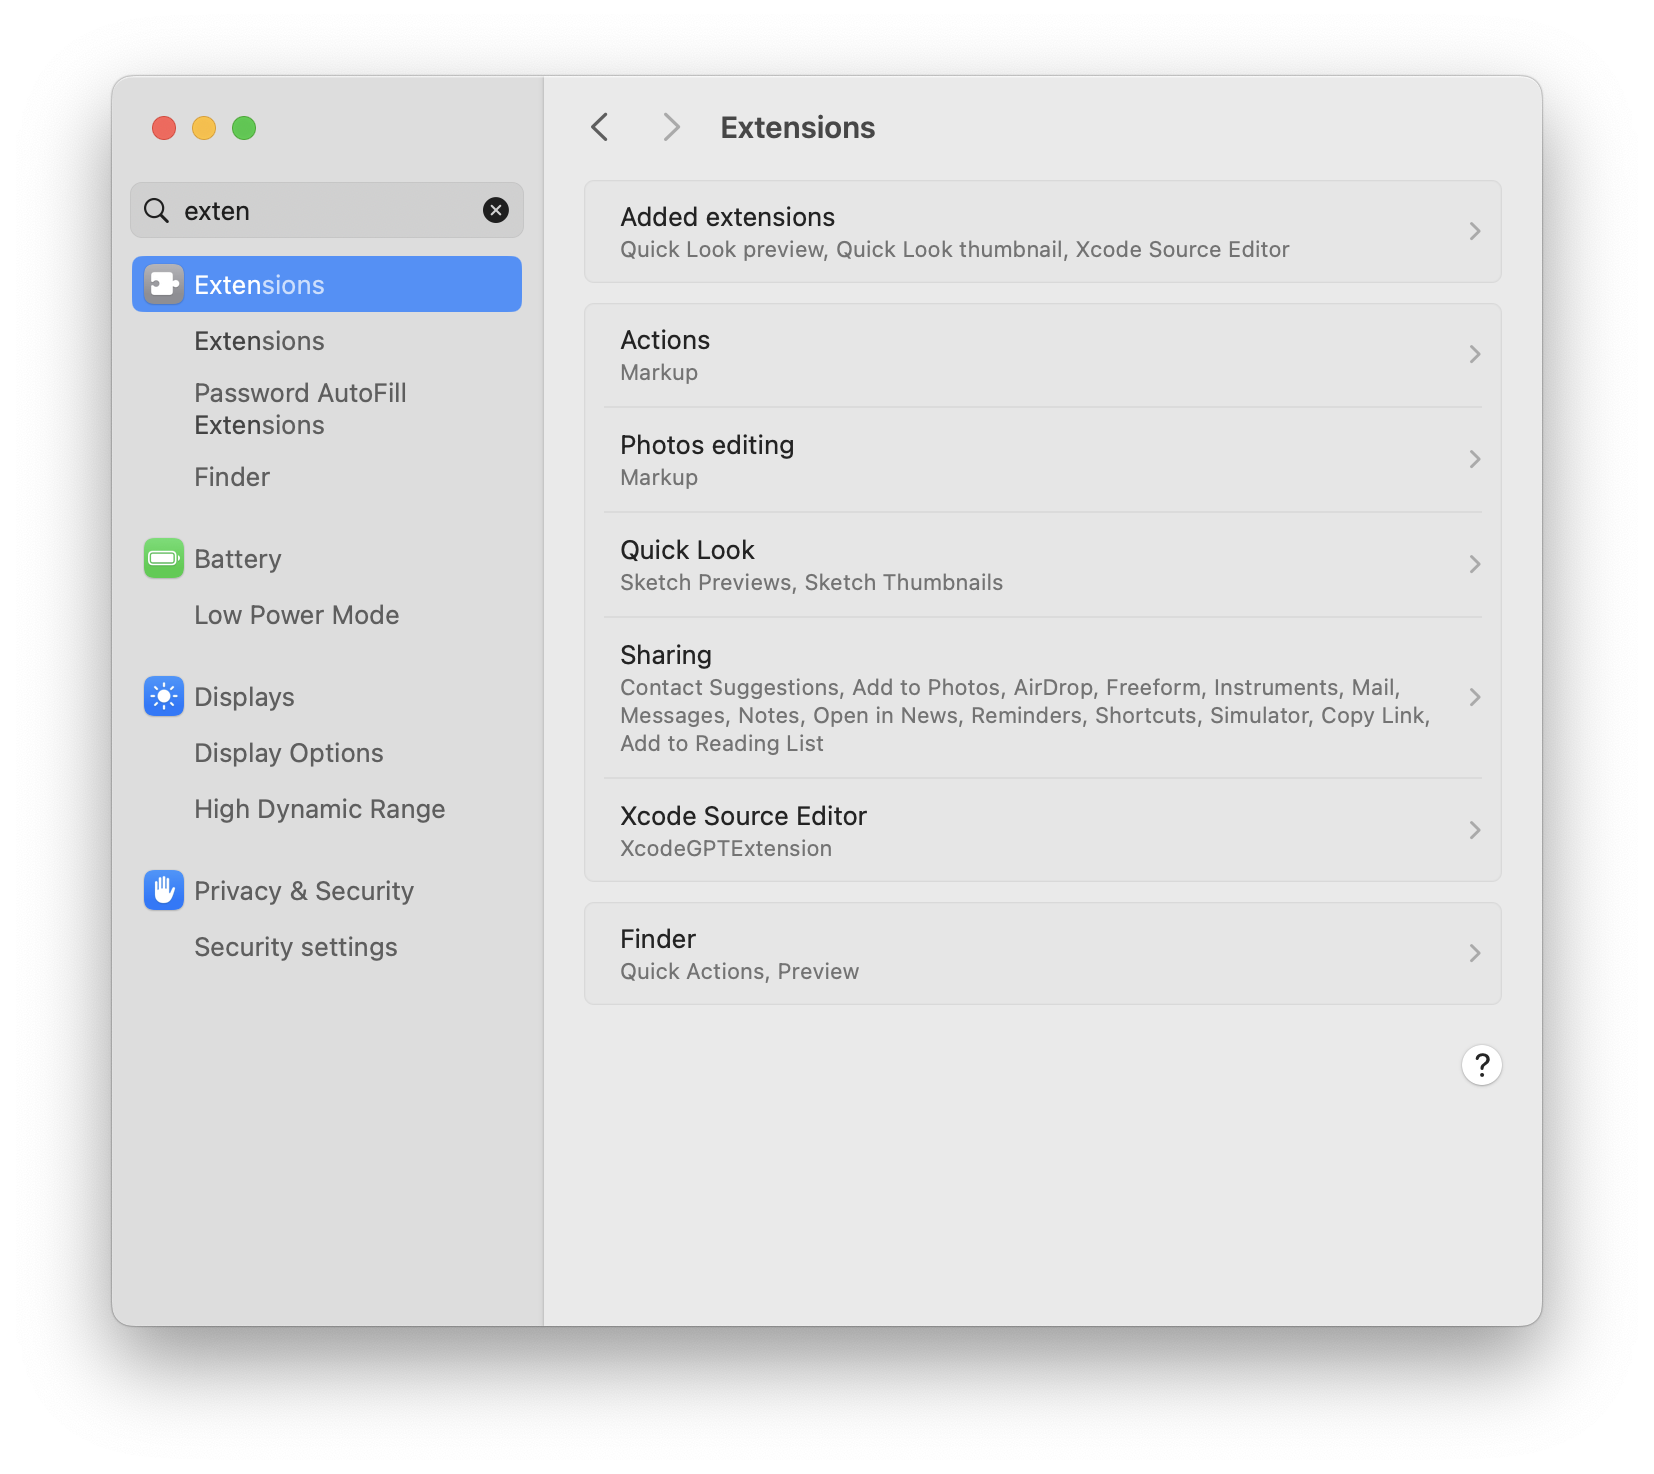 exten
Extensions
Extensions
Password AutoFill
Extensions
Finder
Battery
Low Power Mode
Displays
Display Options
High Dynamic Range
Privacy & Security
Security settings
Extensions
Added extensions
Quick Look preview, Quick Look thumbnail, Xcode Source Editor
Actions
Markup
Photos editing
Markup
Quick Look
Sketch Previews, Sketch Thumbnails
Sharing
Contact Suggestions, Add to Photos, AirDrop, Freeform, Instruments, Mail,
Messages, Notes, Open in News, Reminders, Shortcuts, Simulator, Copy Link,
Add to Reading List
Xcode Source Editor
XcodeGPTExtension
Finder
Quick Actions, Preview
?